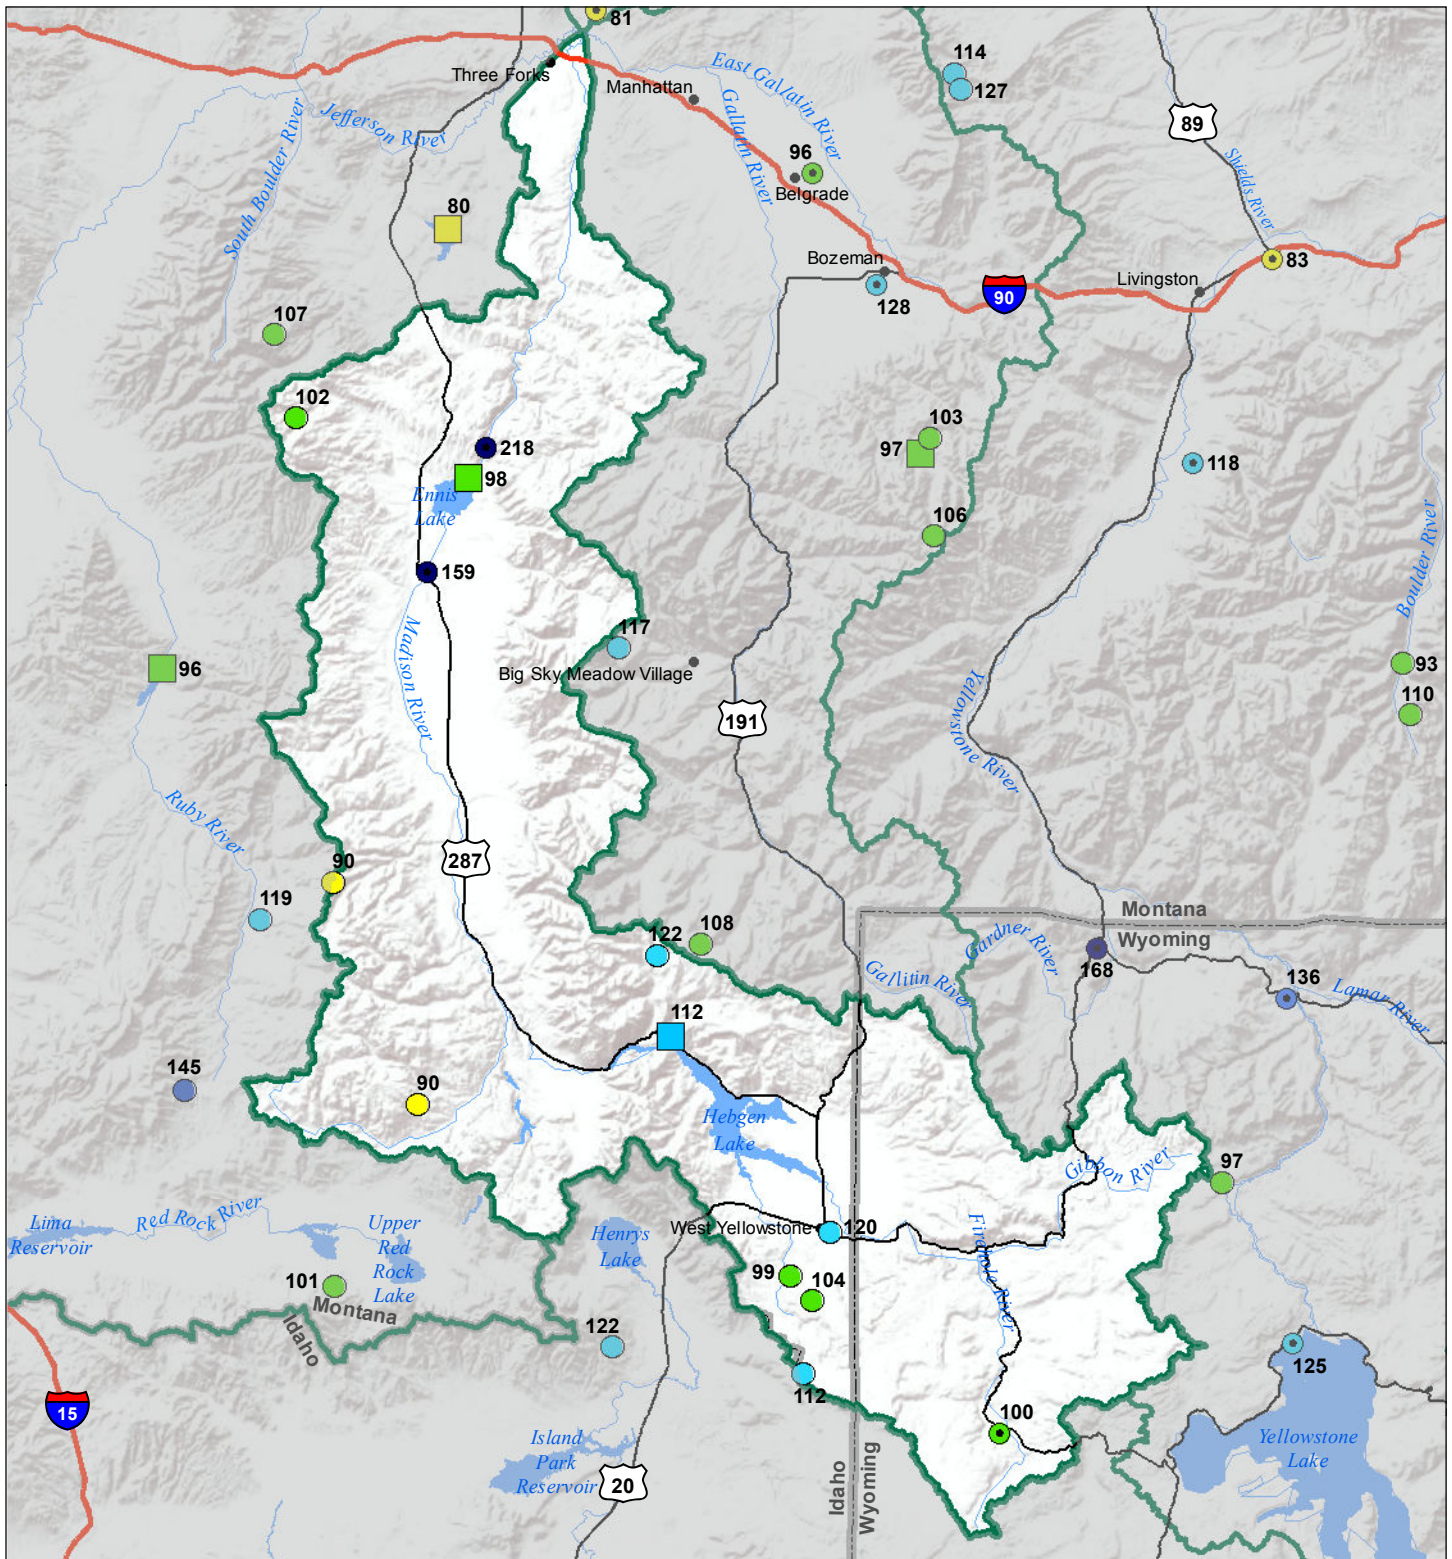 81
114
127
Three Forks
Manhattan
East Gallatin River
Gallatin River
Jefferson River
89
Shields River
South Boulder River
96
Belgrade
80
Bozeman
128
90
Livingston
83
107
102
218
98
Ennis
Lake
103
97
118
106
159
Boulder River
Madison River
117
Big Sky Meadow Village
96
93
110
191
Yellowstone River
Ruby River
287
90
119
122
108
Montana
Wyoming
Gardner River
Gallitin River
168
136
Lamar River
112
145
90
Hebgen
Lake
Gibbon River
97
Lima
Reservoir
Red Rock River
Upper
Red
Rock
Lake
Henrys
Lake
West Yellowstone
120
Firehole River
99
104
101
Montana
Idaho
122
112
125
15
100
Island
Park
Reservoir
20
Idaho
Wyoming
Yellowstone
Lake